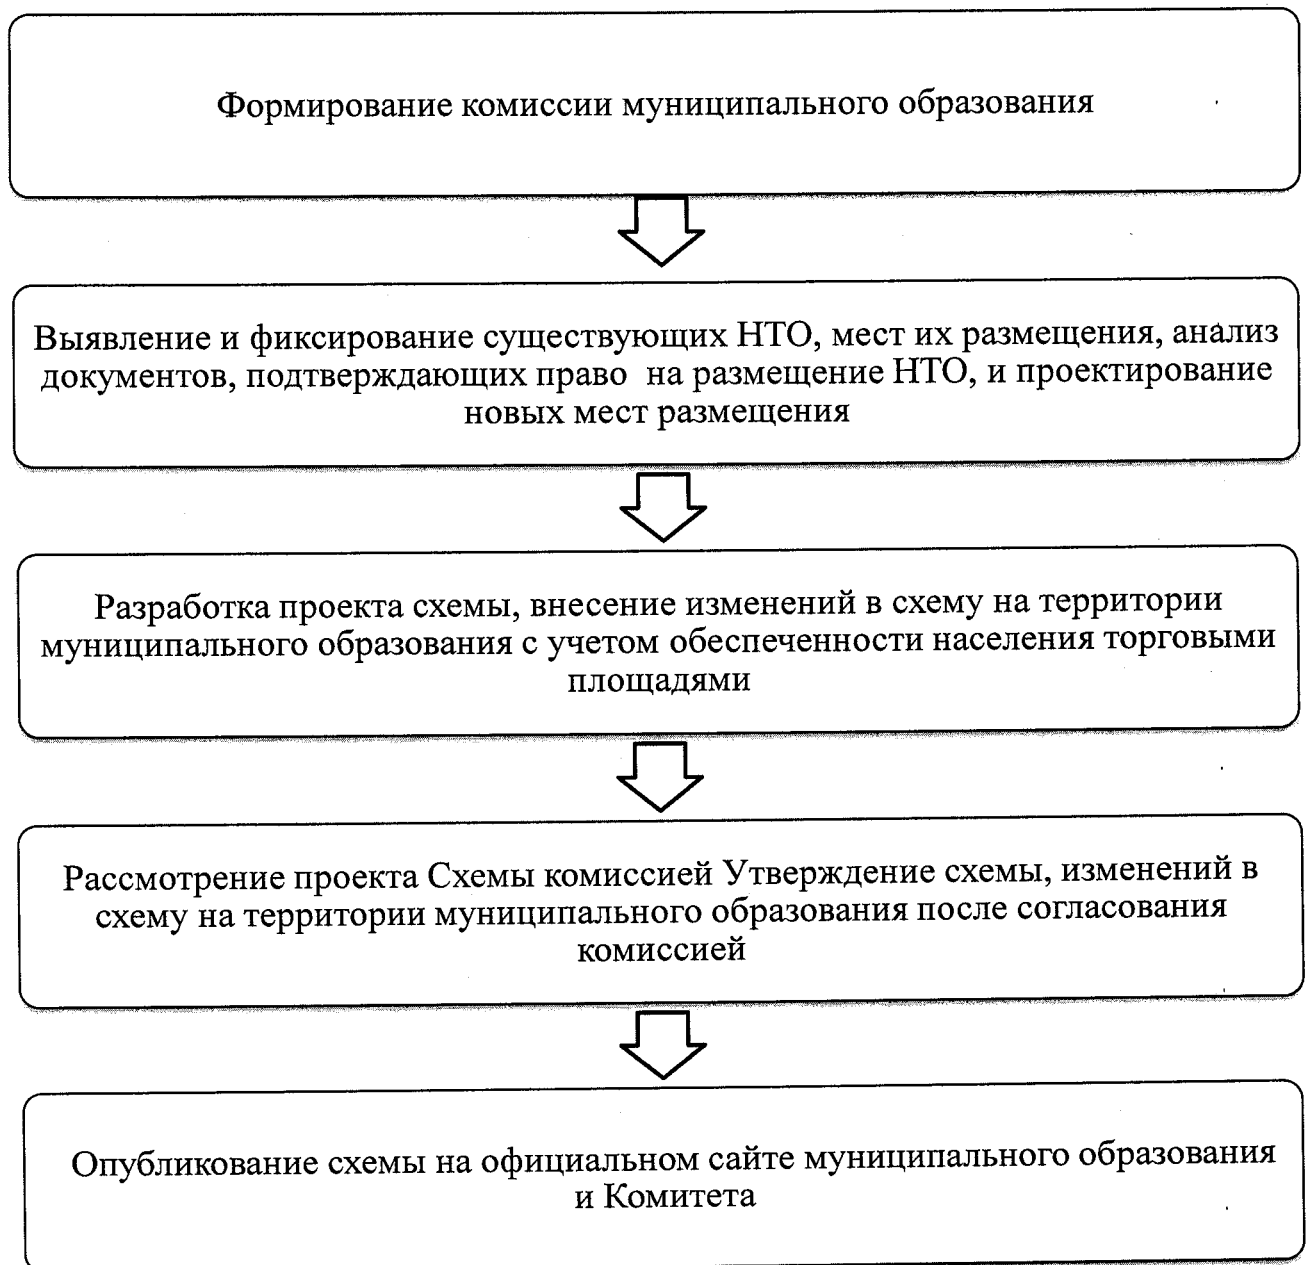 Формирование комиссии муниципального образования
Выявление и фиксирование существующих НТО, мест их размещения, анализ
документов, подтверждающих право на размещение НТО, и проектирование
новых мест размещения
Разработка проекта схемы, внесение изменений в схему на территории
муниципального образования с учетом обеспеченности населения торговыми
площадями
Рассмотрение проекта Схемы комиссией Утверждение схемы, изменений в
схему на территории муниципального образования после согласования
комиссией
Опубликование схемы на официальном сайте муниципального образования
и Комитета